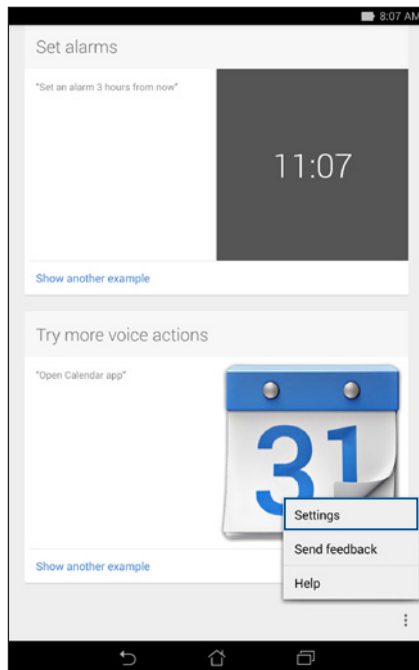 8:07 AM
Set alarms
"Set an alarm 3 hours from now"
11:07
Show another example
Try more voice actions
"Open Calendar app"
31
Settings
Send feedback
Show another example
Help